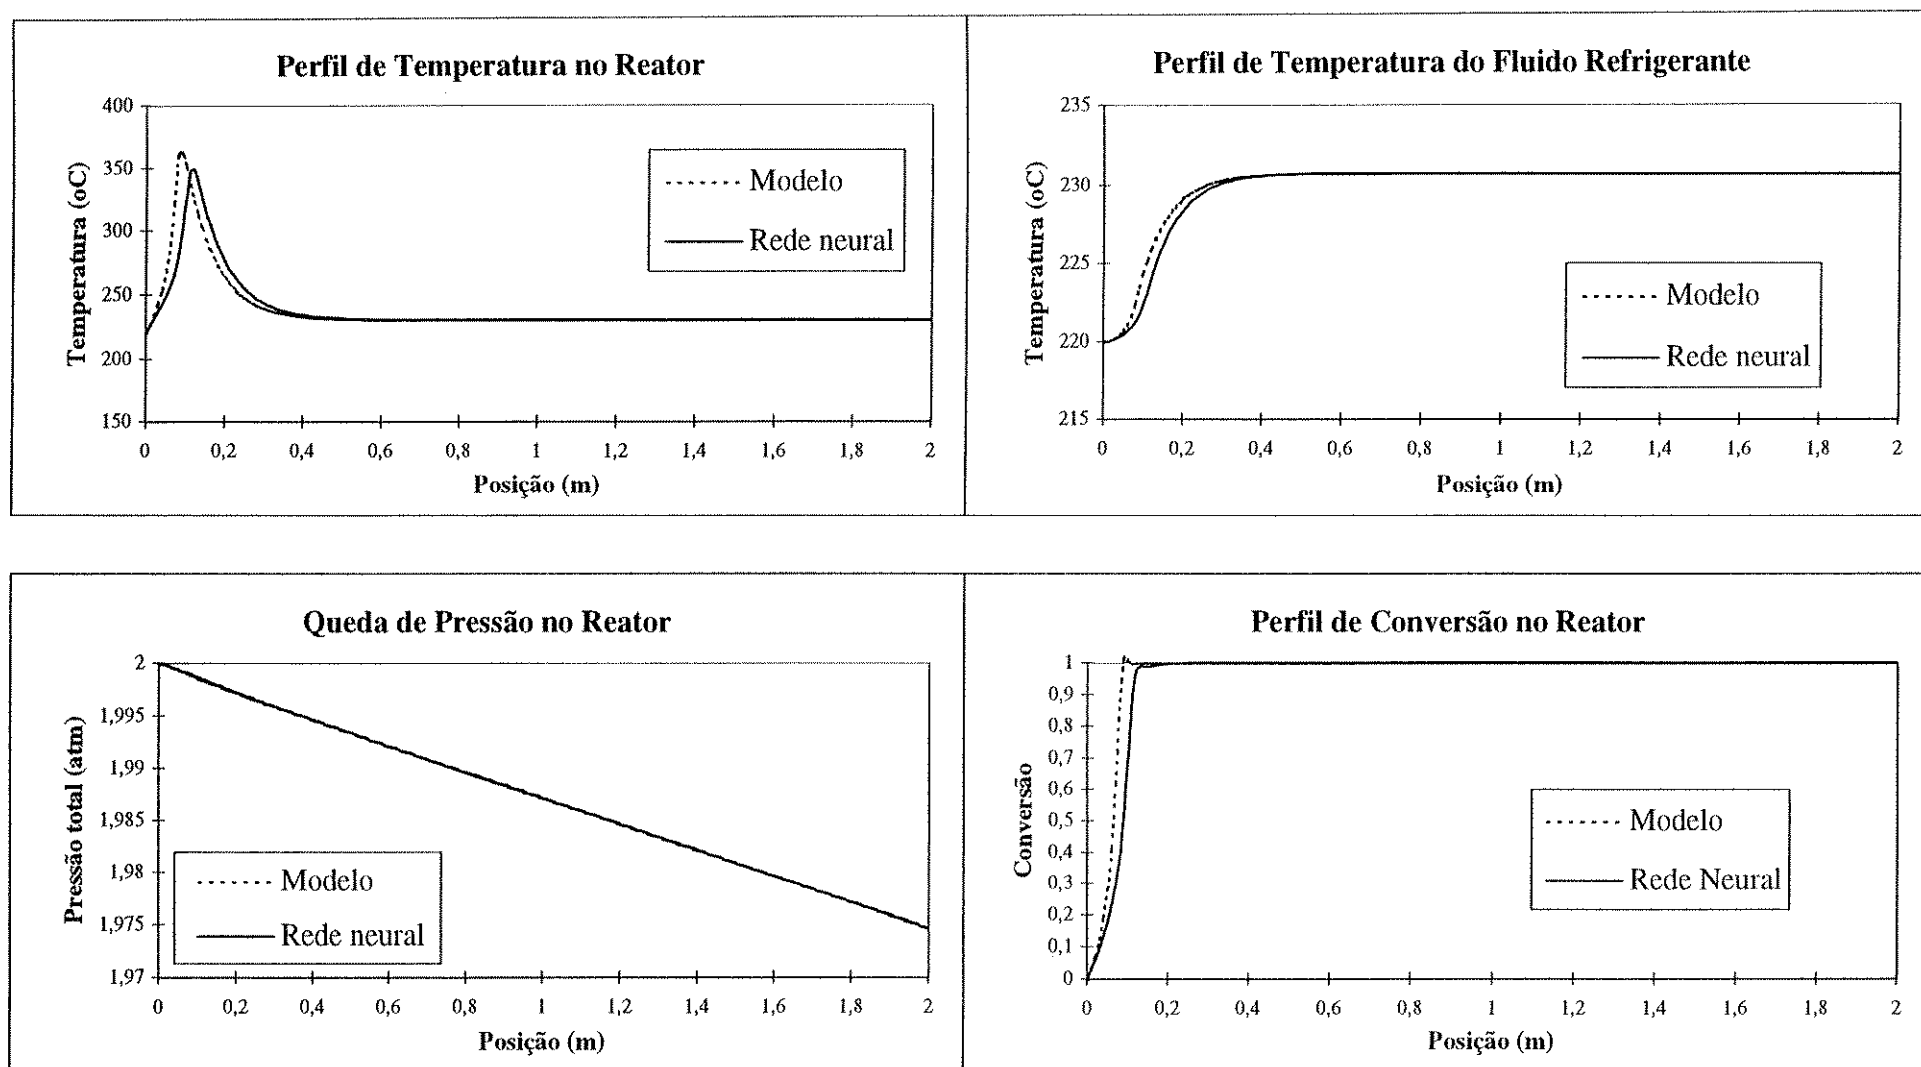 Perfil de Temperatura no Reator
400
350
300
250
200
150
Temperatura (oC)
Modelo
Rede neural
0 0,2 0,4 0,6 0,8 1 1,2 1,4 1,6 1,8 2
Posição (m)
Perfil de Temperatura do Fluido Refrigerante
235
230
225
220
215
Temperatura (oC)
Modelo
Rede neural
0 0,2 0,4 0,6 0,8 1 1,2 1,4 1,6 1,8 2
Posição (m)
Queda de Pressão no Reator
2
1,995
1,99
1,985
1,98
1,975
1,97
Pressão total (atm)
Modelo
Rede neural
0 0,2 0,4 0,6 0,8 1 1,2 1,4 1,6 1,8 2
Posição (m)
Perfil de Conversão no Reator
1
0,9
0,8
0,7
0,6
0,5
0,4
0,3
0,2
0,1
0
Conversão
Modelo
Rede Neural
0 0,2 0,4 0,6 0,8 1 1,2 1,4 1,6 1,8 2
Posição (m)